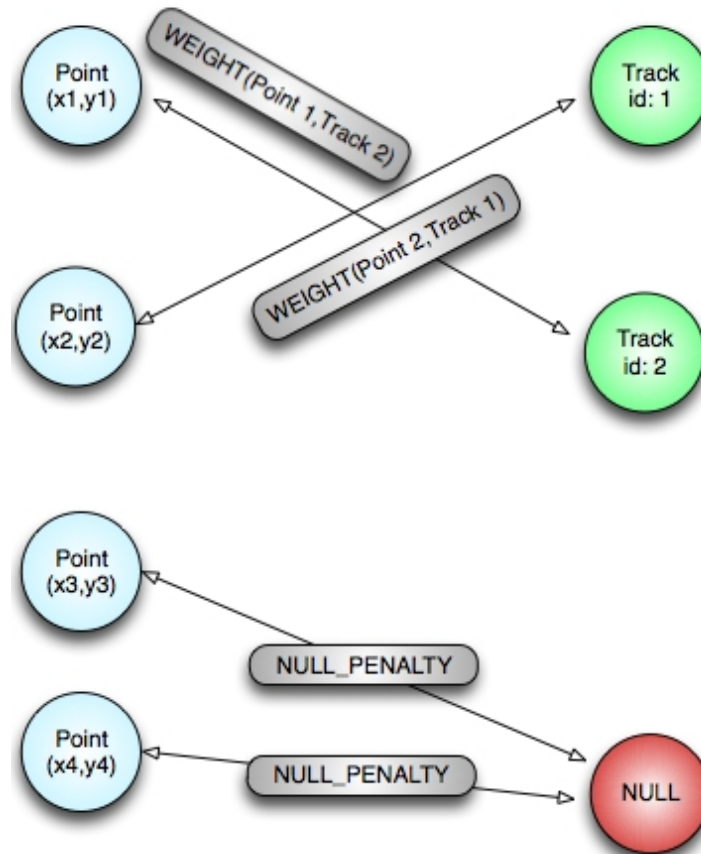 Point
(x1,y1)
WEIGHT(Point 1,Track 2)
Track
id: 1
Point
(x2,y2)
WEIGHT(Point 2,Track 1)
Track
id: 2
Point
(x3,y3)
NULL_PENALTY
Point
(x4,y4)
NULL_PENALTY
NULL